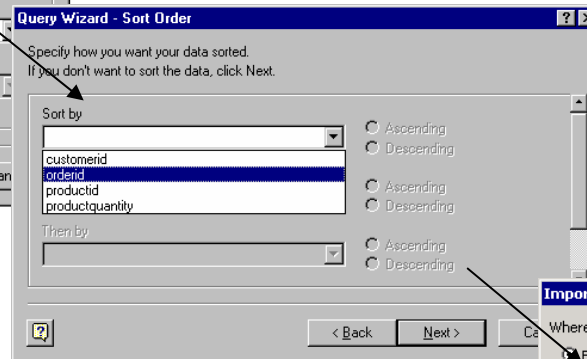 Query Wizard - Sort Order
Specify how you want your data sorted.
If you don't want to sort the data, click Next.
Sort by
Ascending
Descending
customerid
orderid
productid
productquantity
Ascending
Descending
Then by
Ascending
Descending
< Back
Next >
Impor
Where